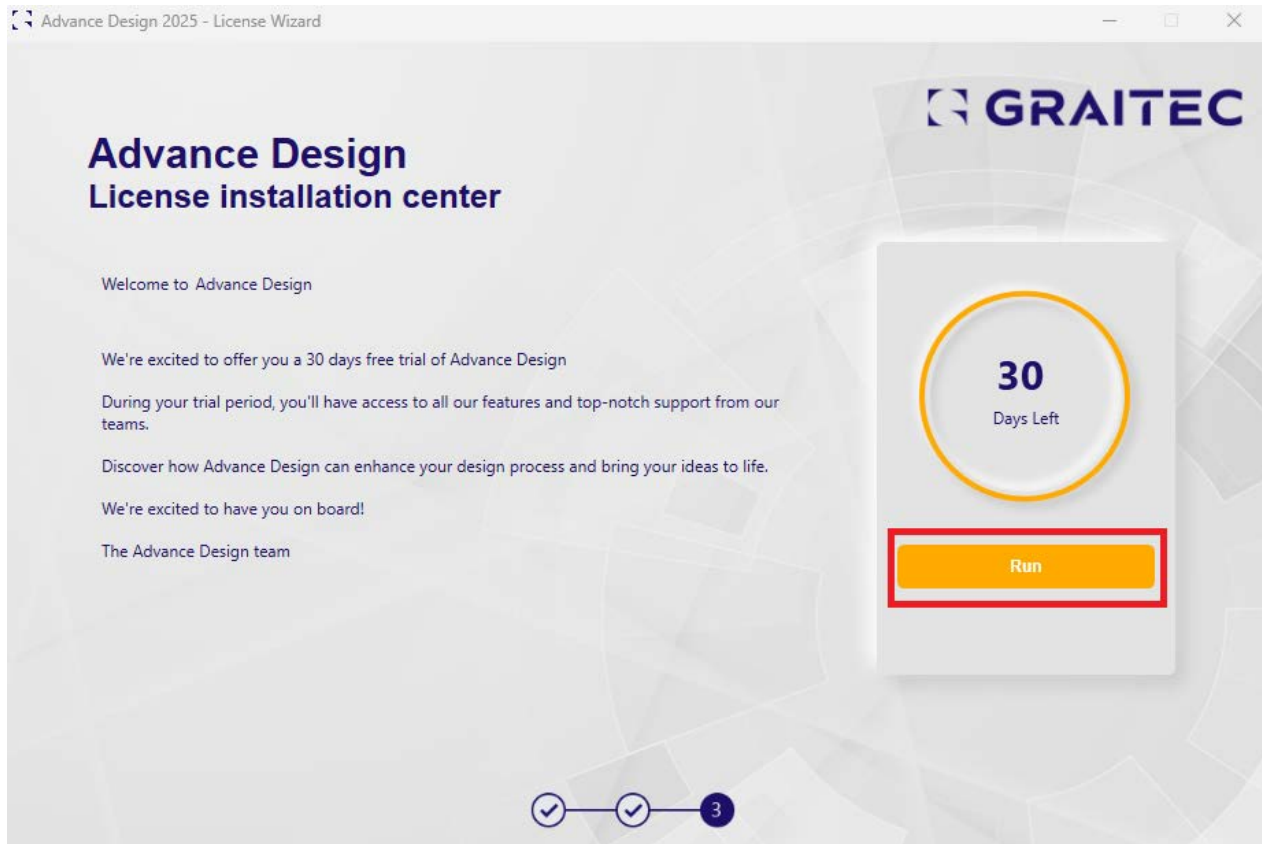 Advance Design 2025 - License Wizard
GRAITEC
Advance Design
License installation center
Welcome to Advance Design
We're excited to offer you a 30 days free trial of Advance Design
During your trial period, you'll have access to all our features and top-notch support from our
teams.
Discover how Advance Design can enhance your design process and bring your ideas to life.
We're excited to have you on board!
The Advance Design team
30
Days Left
Run
3